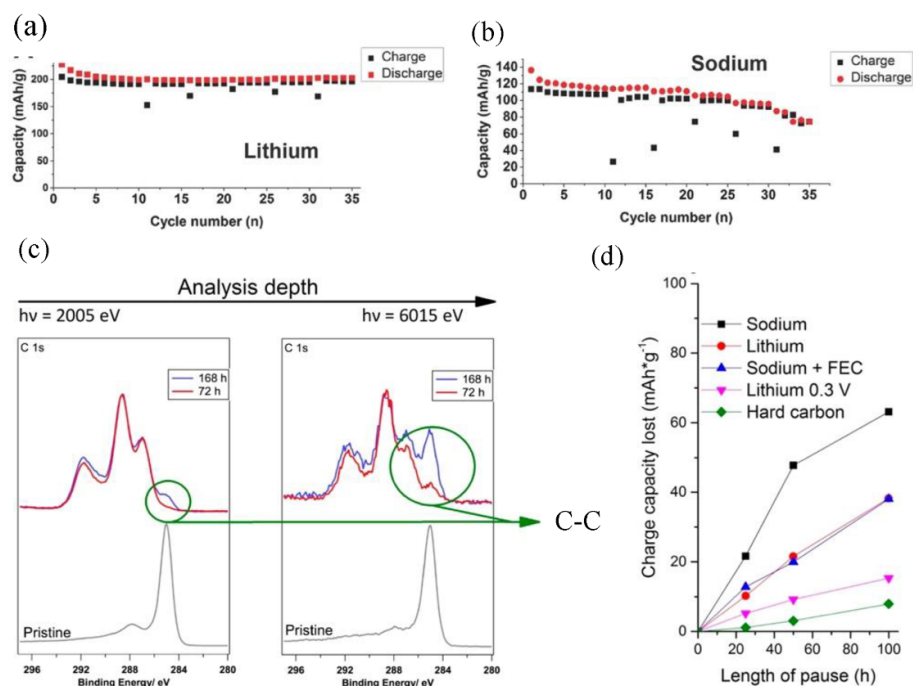 (a)
Charge
Discharge
Capacity (mAh/g)
200
150
100
50
0
Lithium
0 5 10 15 20 25 30 35
Cycle number (n)
(b)
Sodium
Charge
Discharge
Capacity (mAh/g)
140
120
100
80
60
40
20
0
0 5 10 15 20 25 30 35
Cycle number (n)
(c)
Analysis depth
hν = 2005 eV
hν = 6015 eV
C 1s
168 h
72 h
Pristine
296 292 288 284 280
Binding Energy/ eV
C 1s
168 h
72 h
Pristine
296 292 288 284 280
Binding Energy/ eV
C-C
(d)
Charge capacity lost (mAh*g⁻¹)
100
80
60
40
20
0
Sodium
Lithium
Sodium + FEC
Lithium 0.3 V
Hard carbon
0 20 40 60 80 100
Length of pause (h)